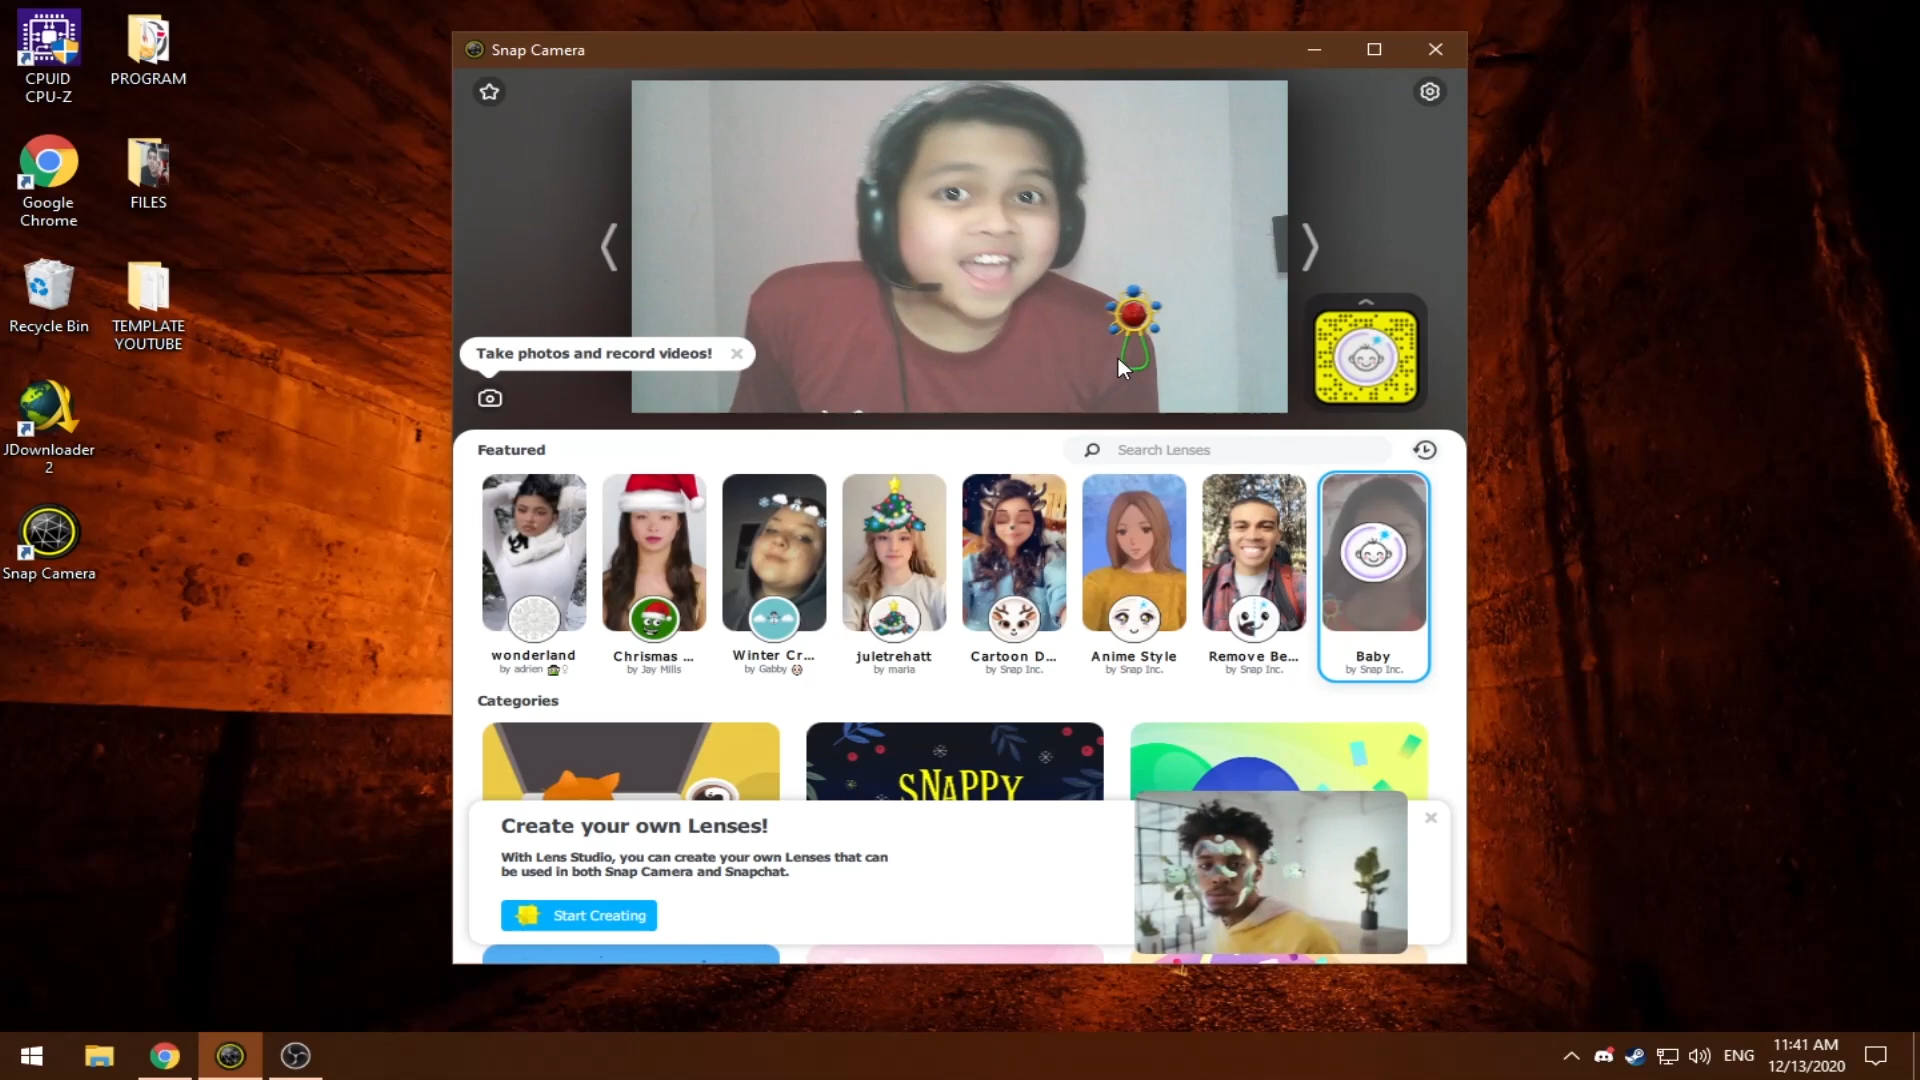 CPUID
CPU-Z
PROGRAM
Google
Chrome
FILES
Recycle Bin
TEMPLATE
YOUTUBE
JDownloader
2
Snap Camera
Snap Camera
Take photos and record videos!
Featured
Search Lenses
wonderland
by adrien
Chrismas ...
by Jay Mills
Winter Cr...
by Gabby
juletrehatt
by maria
Cartoon D...
by Snap Inc.
Anime Style
by Snap Inc.
Remove Be...
by Snap Inc.
Baby
by Snap Inc.
Categories
SNAPPY
Create your own Lenses!
With Lens Studio, you can create your own Lenses that can
be used in both Snap Camera and Snapchat.
Start Creating
ENG
11:41 AM
12/13/2020